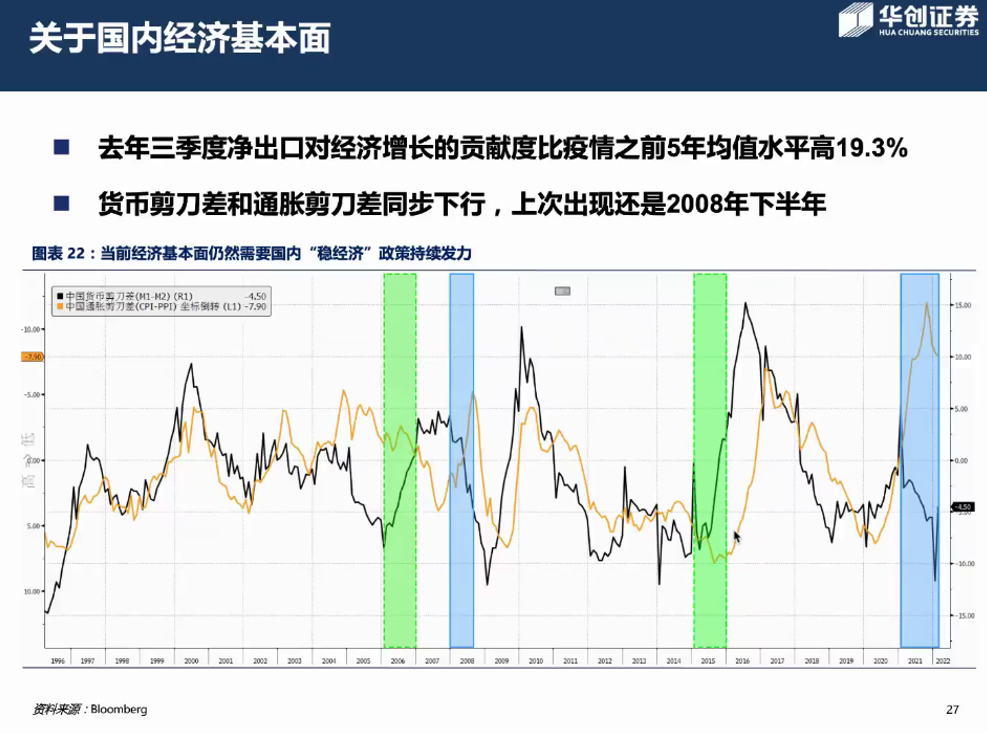 关于国内经济基本面
华创证券
HUA CHUANG SECURITIES
■ 去年三季度净出口对经济增长的贡献度比疫情之前5年均值水平高19.3%
■ 货币剪刀差和通胀剪刀差同步下行，上次出现还是2008年下半年
图表 22：当前经济基本面仍然需要国内“稳经济”政策持续发力
中国货币剪刀差(M1-M2) (R1) -4.50
中国通胀剪刀差(CPI-PPI) 坐标倒转 (L1) -7.90
-10.00
-7.90
-5.00
0.00
5.00
10.00
15.00
10.00
5.00
0.00
-4.50
-5.00
-10.00
-15.00
1996 1997 1998 1999 2000 2001 2002 2003 2004 2005 2006 2007 2008 2009 2010 2011 2012 2013 2014 2015 2016 2017 2018 2019 2020 2021 2022
资料来源：Bloomberg
27